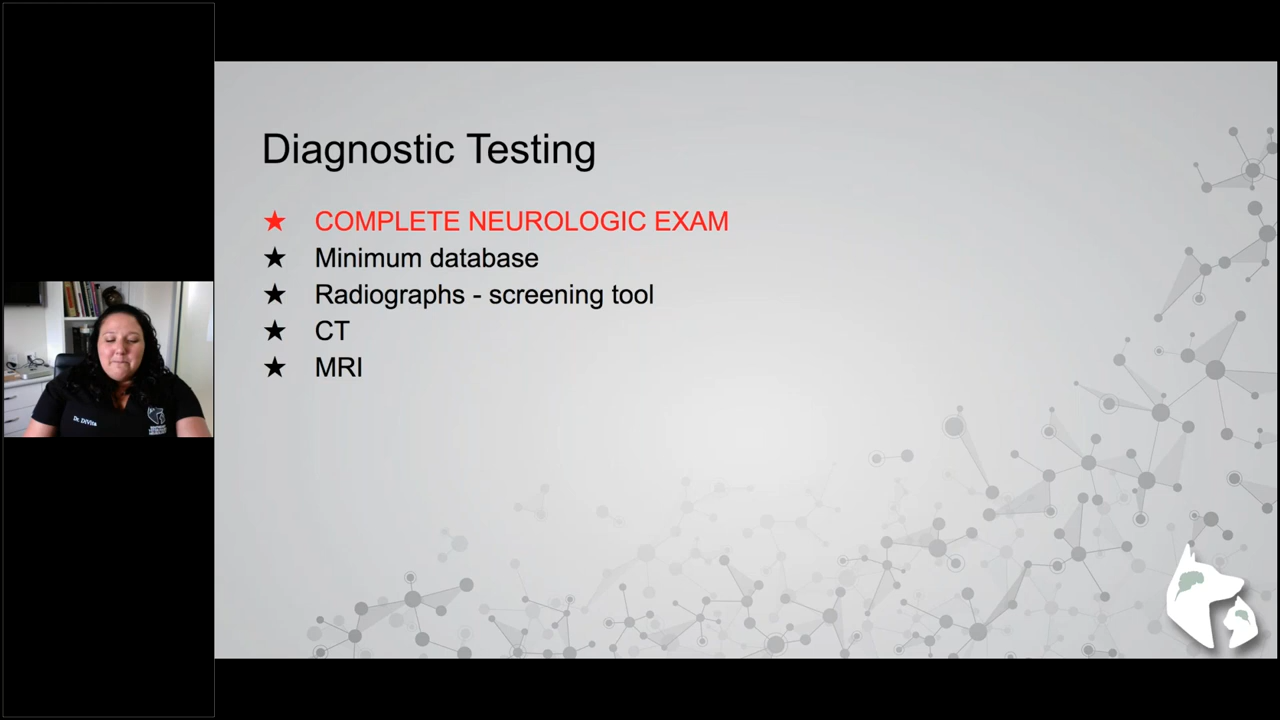 Diagnostic Testing
★ COMPLETE NEUROLOGIC EXAM
★ Minimum database
★ Radiographs - screening tool
★ CT
★ MRI
Dr. DiVita